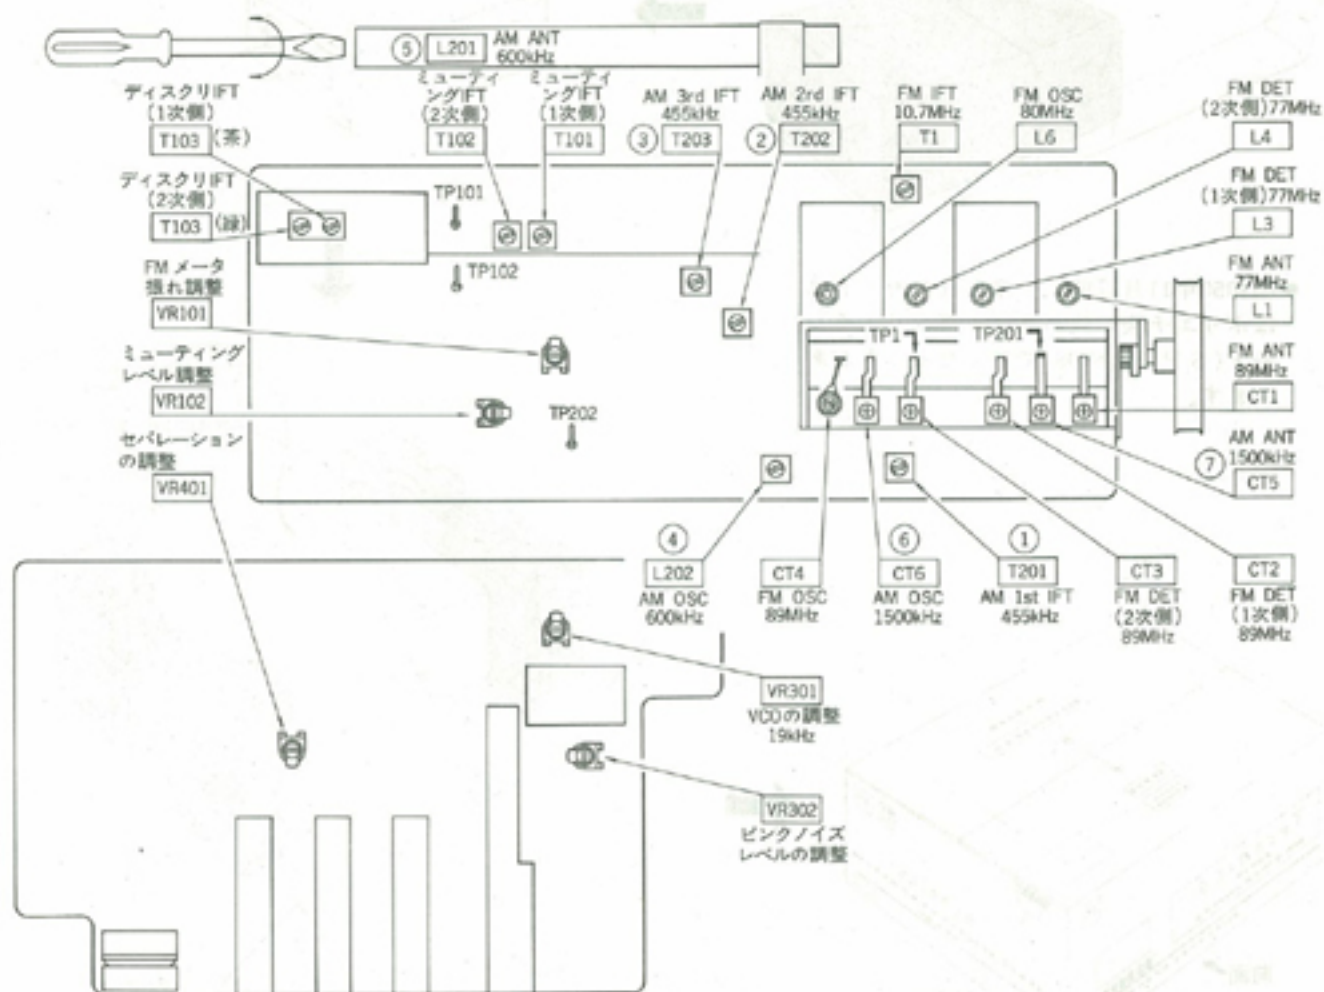 ⑤ L201 AM ANT
600kHz
ディスクリIFT
(1次側)
T103 (茶)
ミューティ
ングIFT
(2次側)
T102
ミューティ
ングIFT
(1次側)
T101
AM 3rd IFT
455kHz
③ T203
AM 2rd IFT
455kHz
② T202
FM IFT
10.7MHz
T1
FM OSC
80MHz
L6
FM DET
(2次側)77MHz
L4
ディスクリIFT
(2次側)
T103 (緑)
TP101
TP102
FM DET
(1次側)77MHz
L3
FMメータ
振れ調整
VR101
FM ANT
77MHz
L1
ミューティング
レベル調整
VR102
TP1
TP201
FM ANT
89MHz
CT1
TP202
セパレーション
の調整
VR401
AM ANT
⑦ 1500kHz
CT5
④
L202
AM OSC
600kHz
CT4
FM OSC
89MHz
⑥
CT6
AM OSC
1500kHz
①
T201
AM 1st IFT
455kHz
CT3
FM DET
(2次側)
89MHz
CT2
FM DET
(1次側)
89MHz
VR301
VCOの調整
19kHz
VR302
ピンクノイズ
レベルの調整